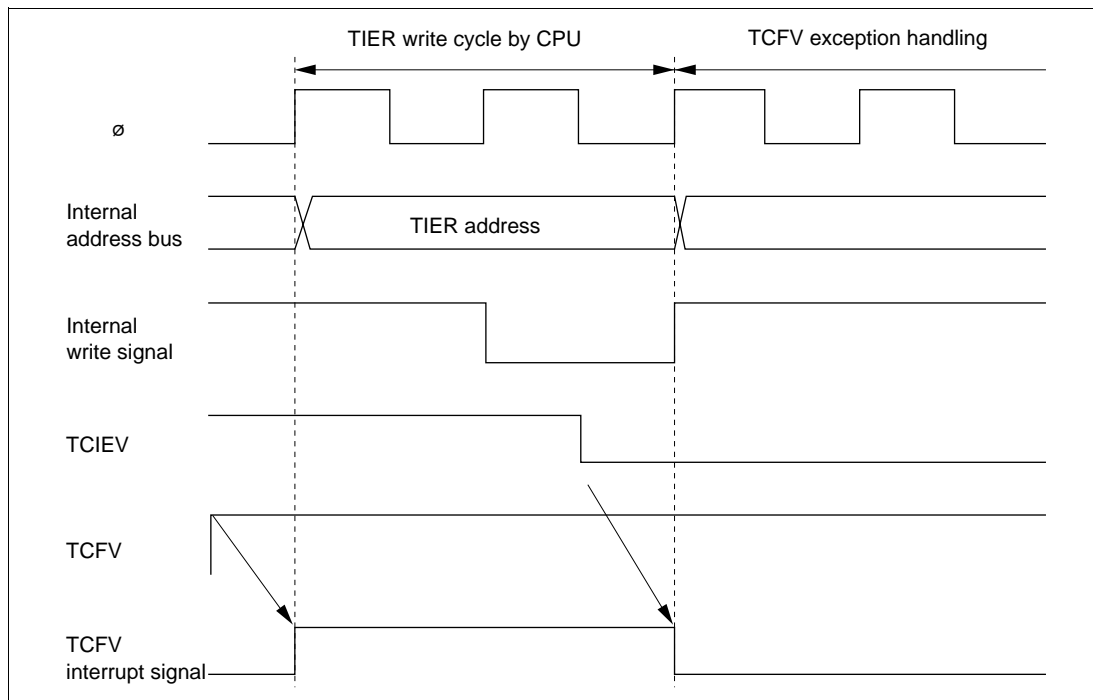 TIER write cycle by CPU
TCFV exception handling
ø
Internal
address bus
TIER address
Internal
write signal
TCIEV
TCFV
TCFV
interrupt signal